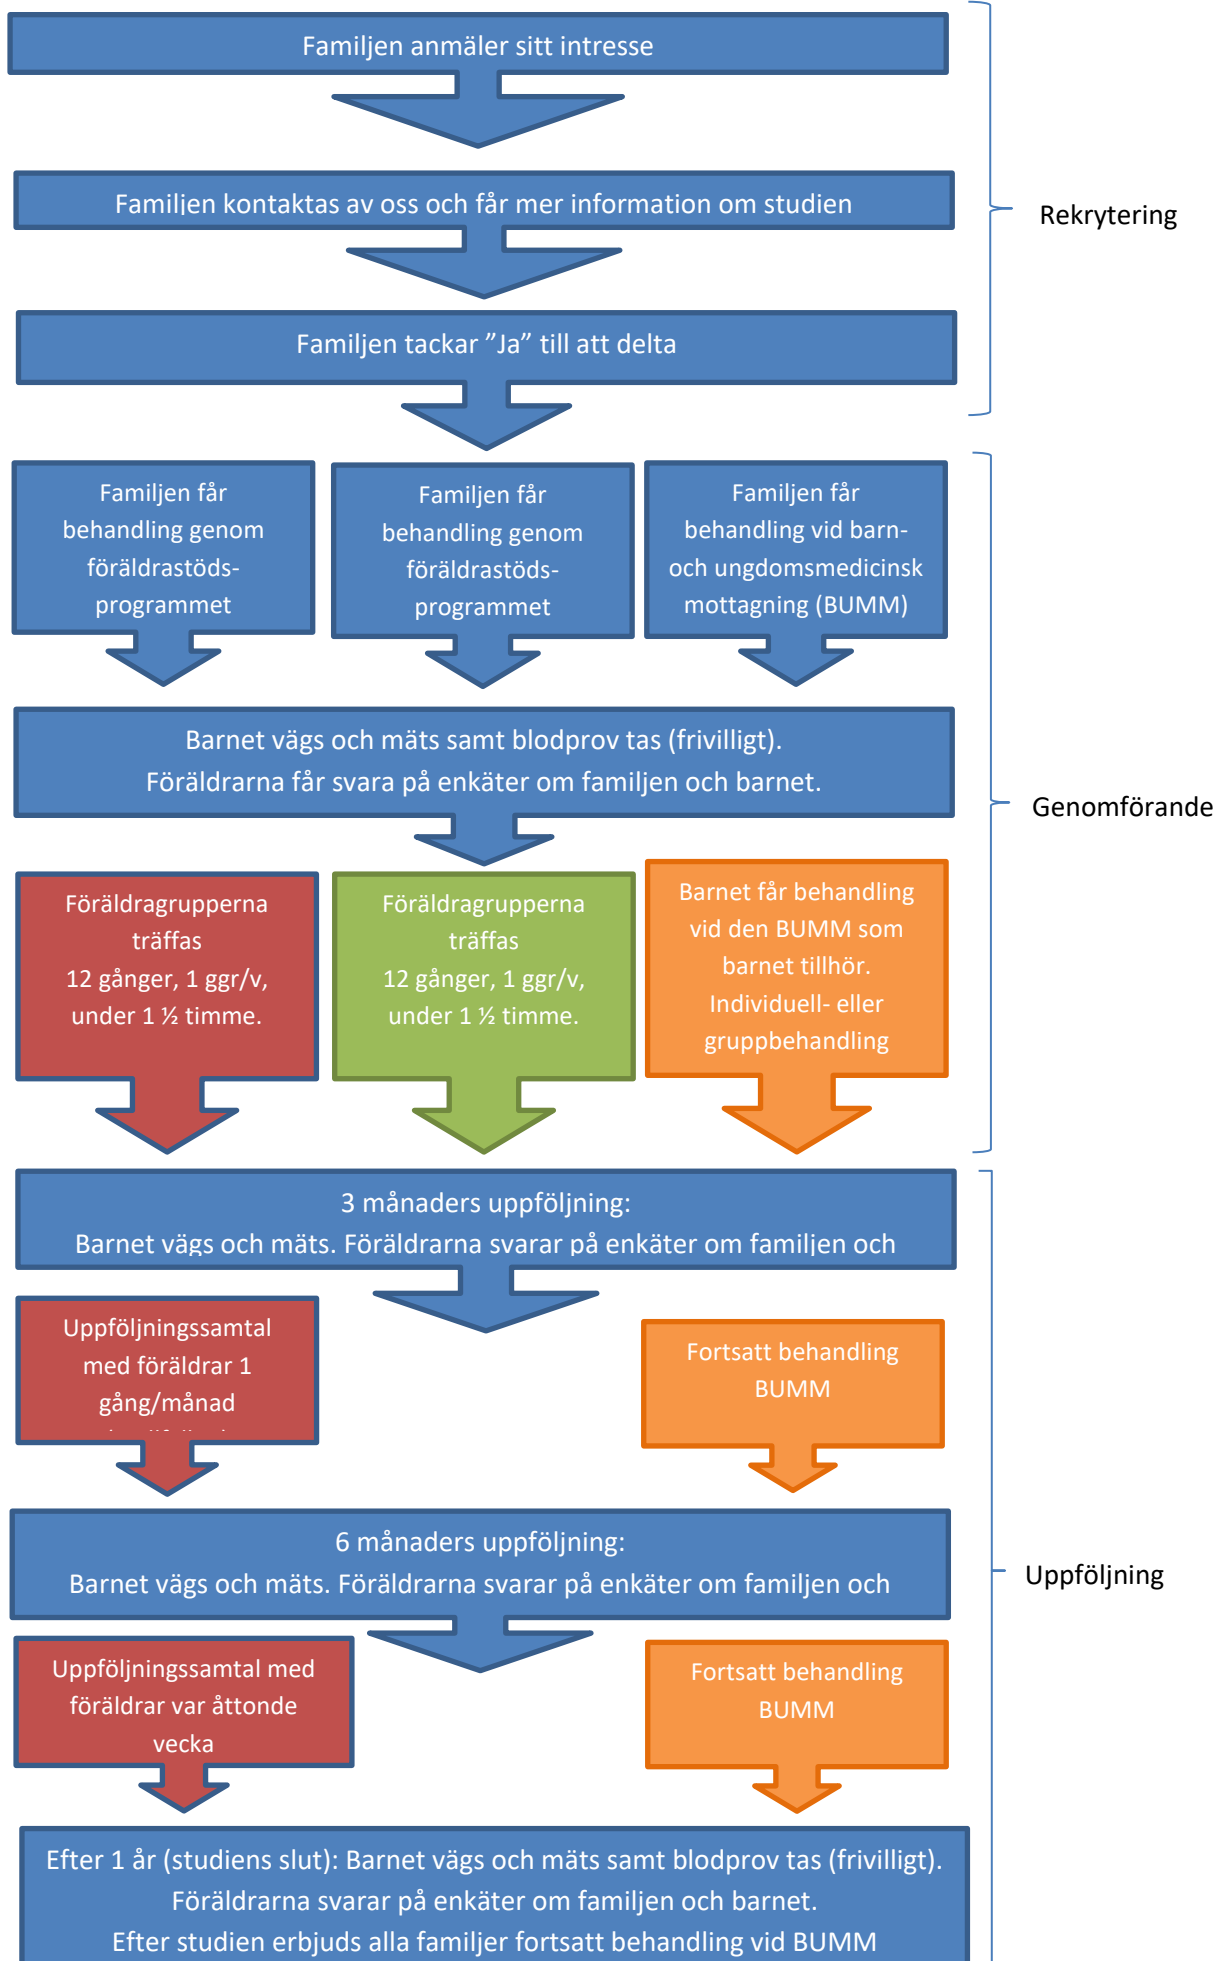 Familjen anmäler sitt intresse
Familjen kontaktas av oss och får mer information om studien
Rekrytering
Familjen tackar ”Ja” till att delta
Familjen får
behandling genom
föräldrastöds-
programmet
Familjen får
behandling genom
föräldrastöds-
programmet
Familjen får
behandling vid barn-
och ungdomsmedicinsk
mottagning (BUMM)
Barnet vägs och mäts samt blodprov tas (frivilligt).
Föräldrarna får svara på enkäter om familjen och barnet.
Genomförande
Föräldragrupperna
träffas
12 gånger, 1 ggr/v,
under 1 ½ timme.
Föräldragrupperna
träffas
12 gånger, 1 ggr/v,
under 1 ½ timme.
Barnet får behandling
vid den BUMM som
barnet tillhör.
Individuell- eller
gruppbehandling
3 månaders uppföljning:
Barnet vägs och mäts. Föräldrarna svarar på enkäter om familjen och
Uppföljningssamtal
med föräldrar 1
gång/månad
Fortsatt behandling
BUMM
6 månaders uppföljning:
Barnet vägs och mäts. Föräldrarna svarar på enkäter om familjen och
Uppföljning
Uppföljningssamtal med
föräldrar var åttonde
vecka
Fortsatt behandling
BUMM
Efter 1 år (studiens slut): Barnet vägs och mäts samt blodprov tas (frivilligt).
Föräldrarna svarar på enkäter om familjen och barnet.
Efter studien erbjuds alla familjer fortsatt behandling vid BUMM